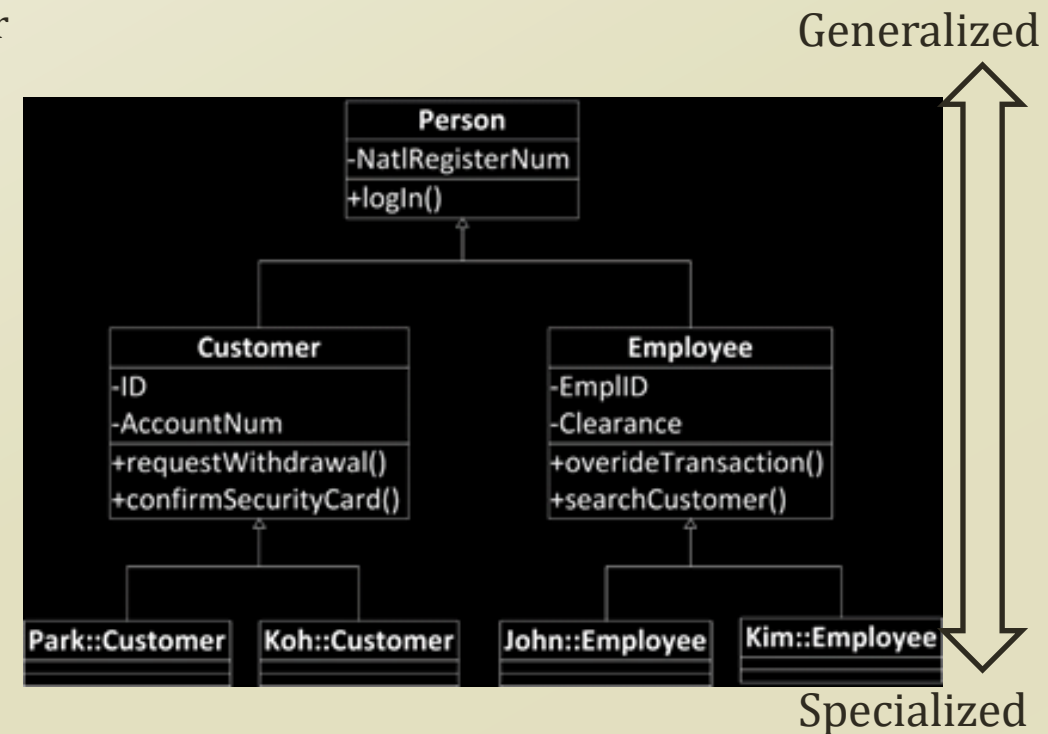 r
Generalized
Person
-NatlRegisterNum
+logIn()
Customer
-ID
-AccountNum
+requestWithdrawal()
+confirmSecurityCard()
Employee
-EmplID
-Clearance
+overideTransaction()
+searchCustomer()
Park::Customer
Koh::Customer
John::Employee
Kim::Employee
Specialized